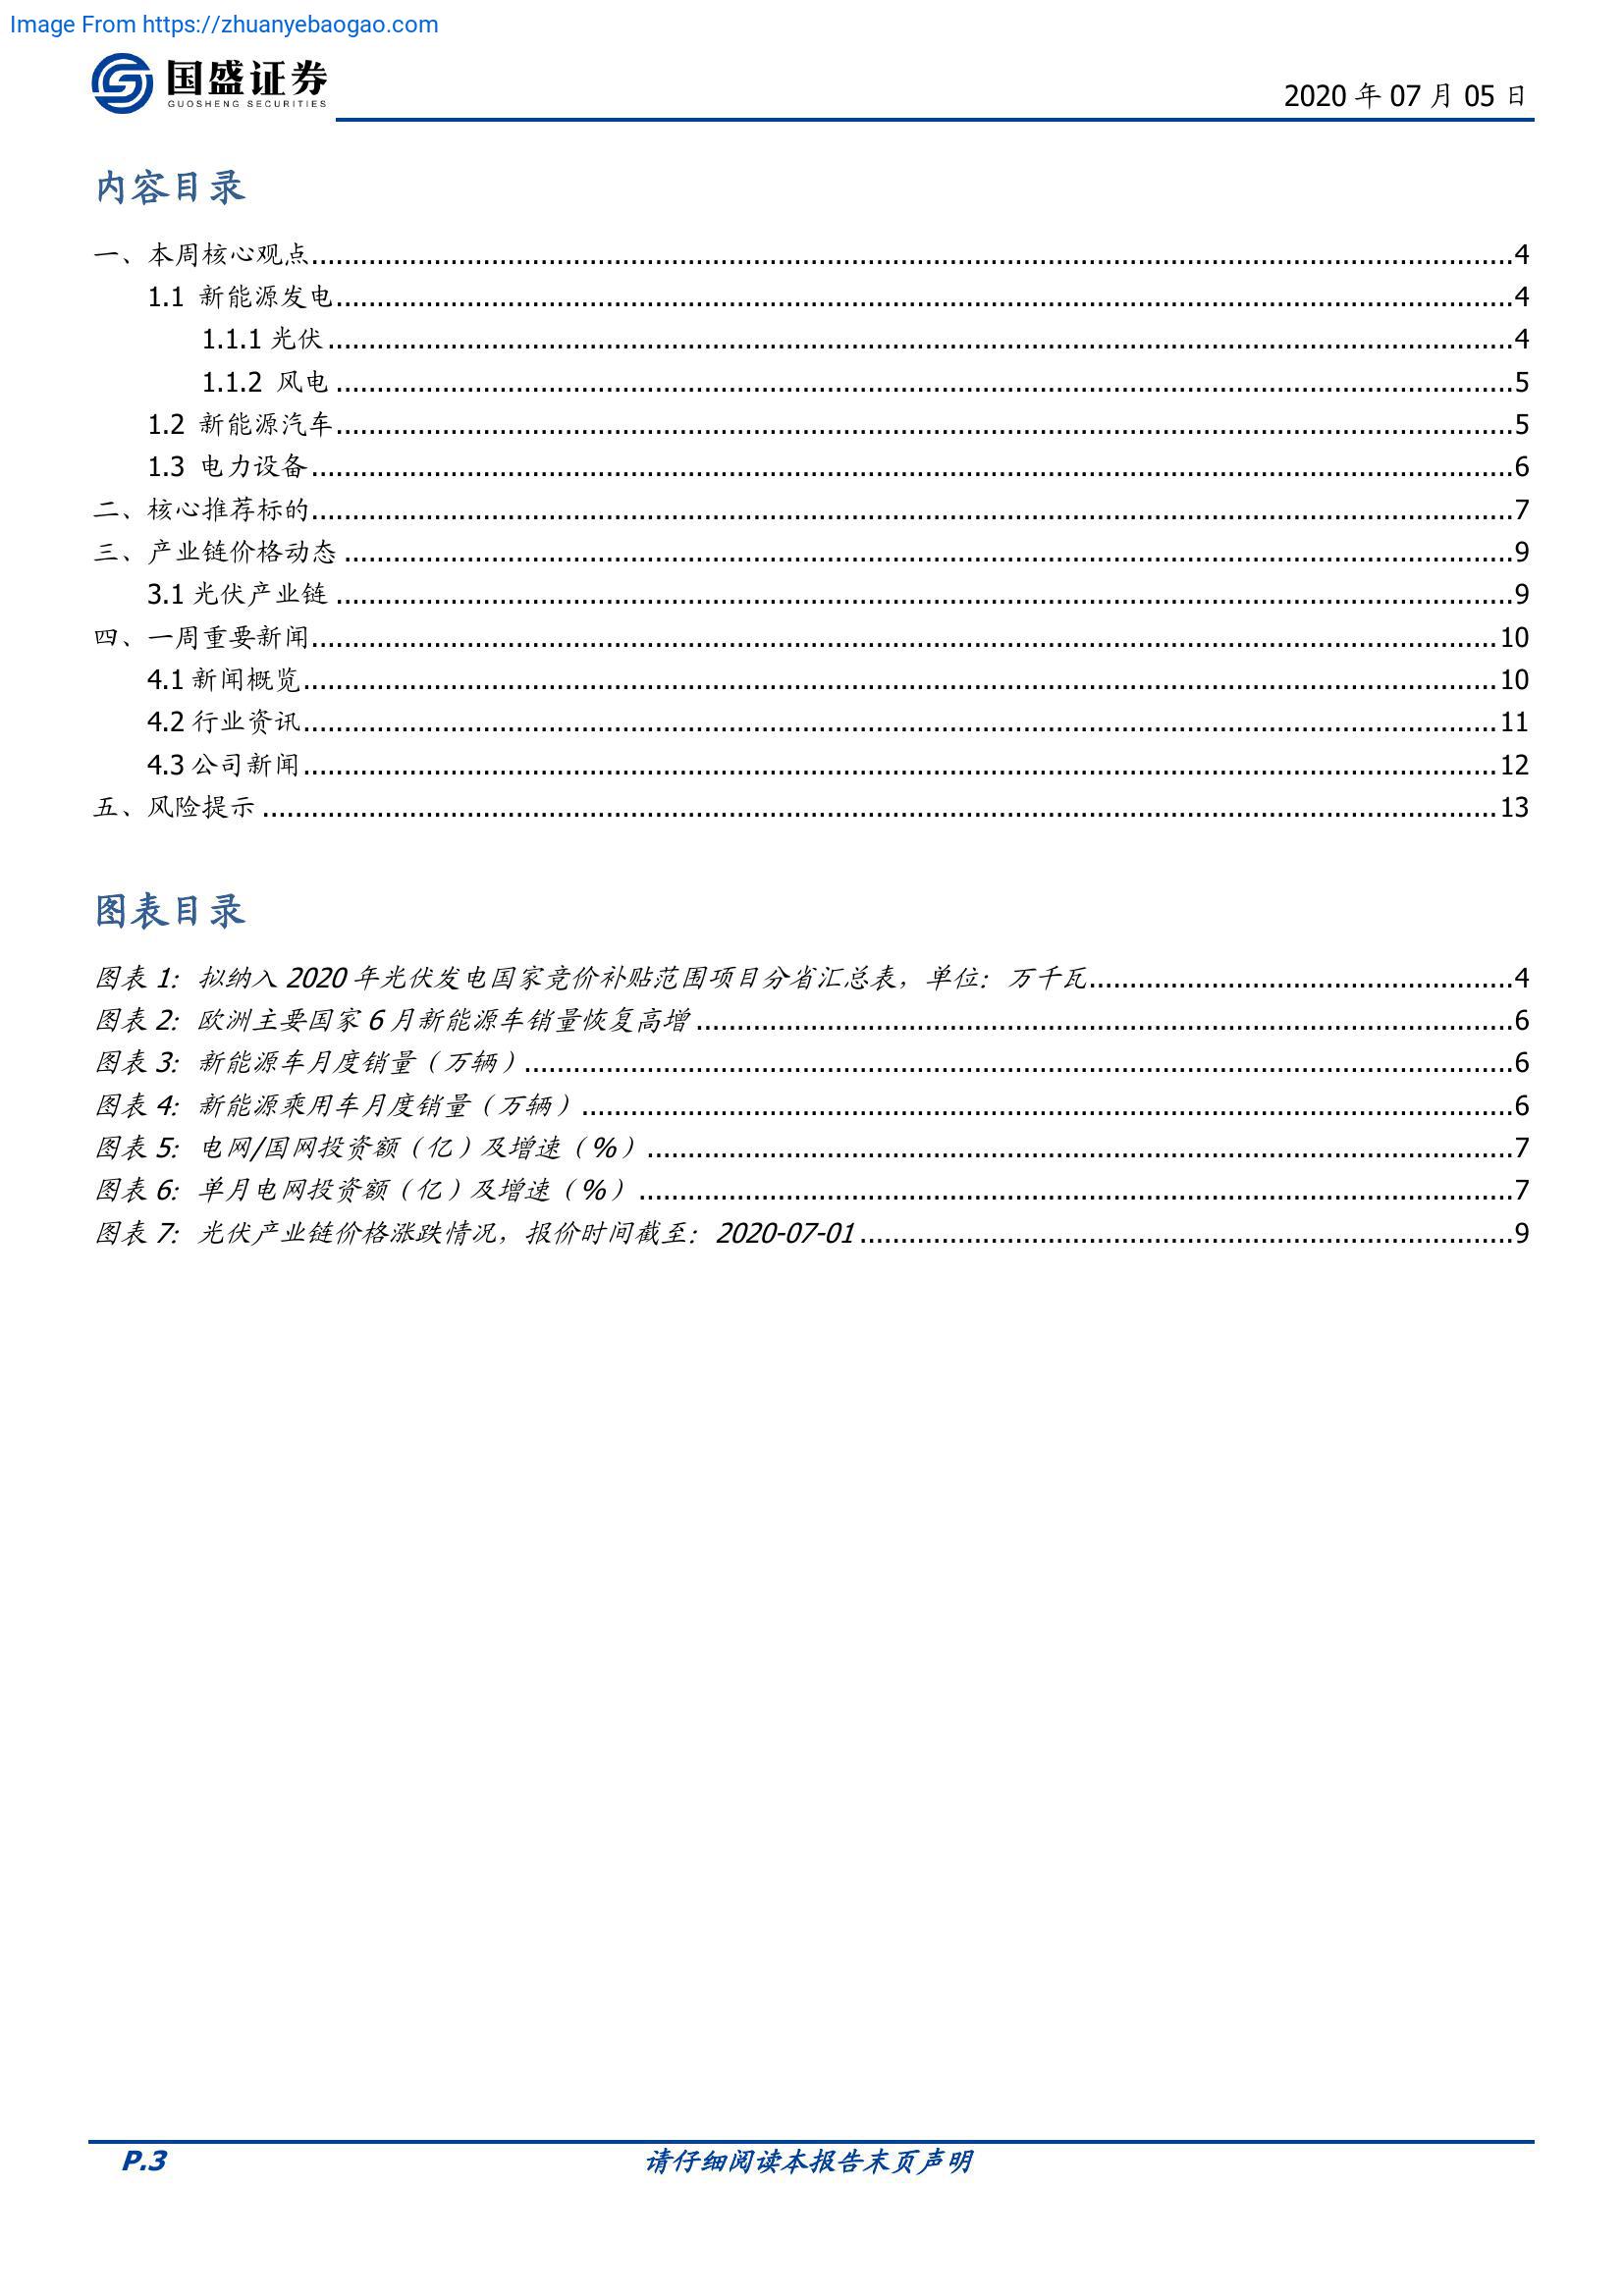 Image From https://zhuanyebaogao.com
国盛证券
GUOSHENG SECURITIES
2020 年 07 月 05 日
内容目录
一、本周核心观点 4
1.1 新能源发电 4
1.1.1 光伏 4
1.1.2 风电 5
1.2 新能源汽车 5
1.3 电力设备 6
二、核心推荐标的 7
三、产业链价格动态 9
3.1 光伏产业链 9
四、一周重要新闻 10
4.1 新闻概览 10
4.2 行业资讯 11
4.3 公司新闻 12
五、风险提示 13
图表目录
图表 1：拟纳入 2020 年光伏发电国家竞价补贴范围项目分省汇总表，单位：万千瓦 4
图表 2：欧洲主要国家 6 月新能源车销量恢复高增 6
图表 3：新能源车月度销量（万辆） 6
图表 4：新能源乘用车月度销量（万辆） 6
图表 5：电网/国网投资额（亿）及增速（%） 7
图表 6：单月电网投资额（亿）及增速（%） 7
图表 7：光伏产业链价格涨跌情况，报价时间截至：2020-07-01 9
P.3
请仔细阅读本报告末页声明